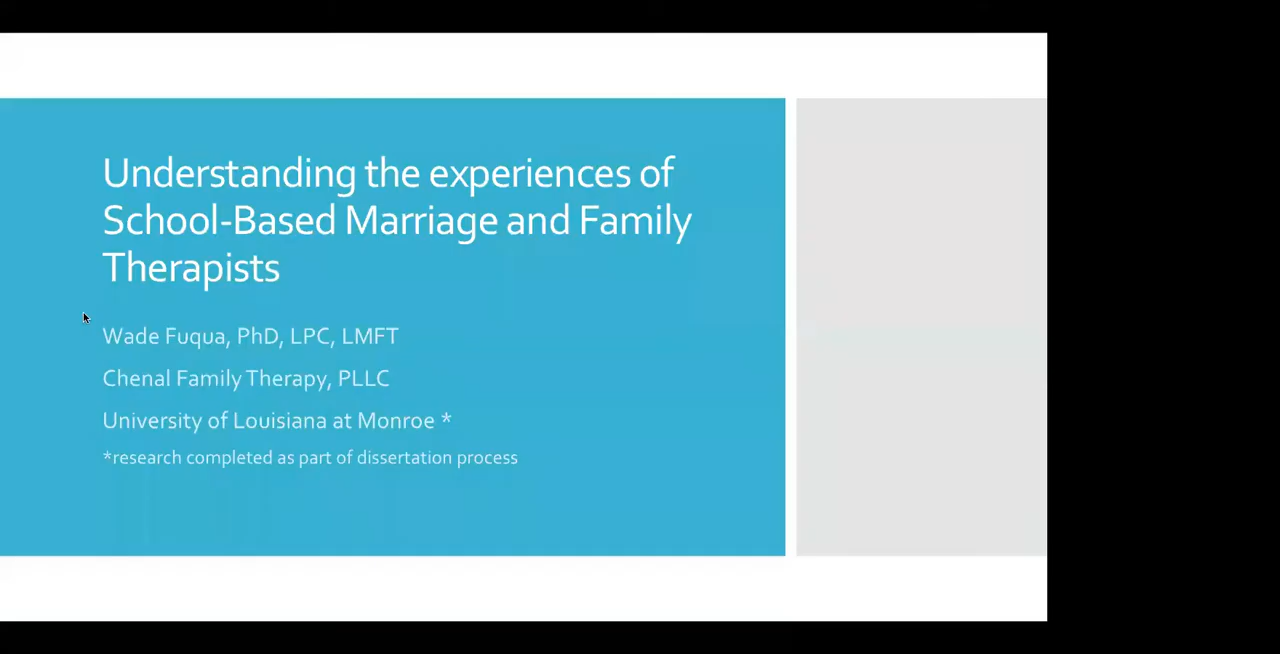 Understanding the experiences of
School-Based Marriage and Family
Therapists
Wade Fuqua, PhD, LPC, LMFT
Chenal Family Therapy, PLLC
University of Louisiana at Monroe *
*research completed as part of dissertation process